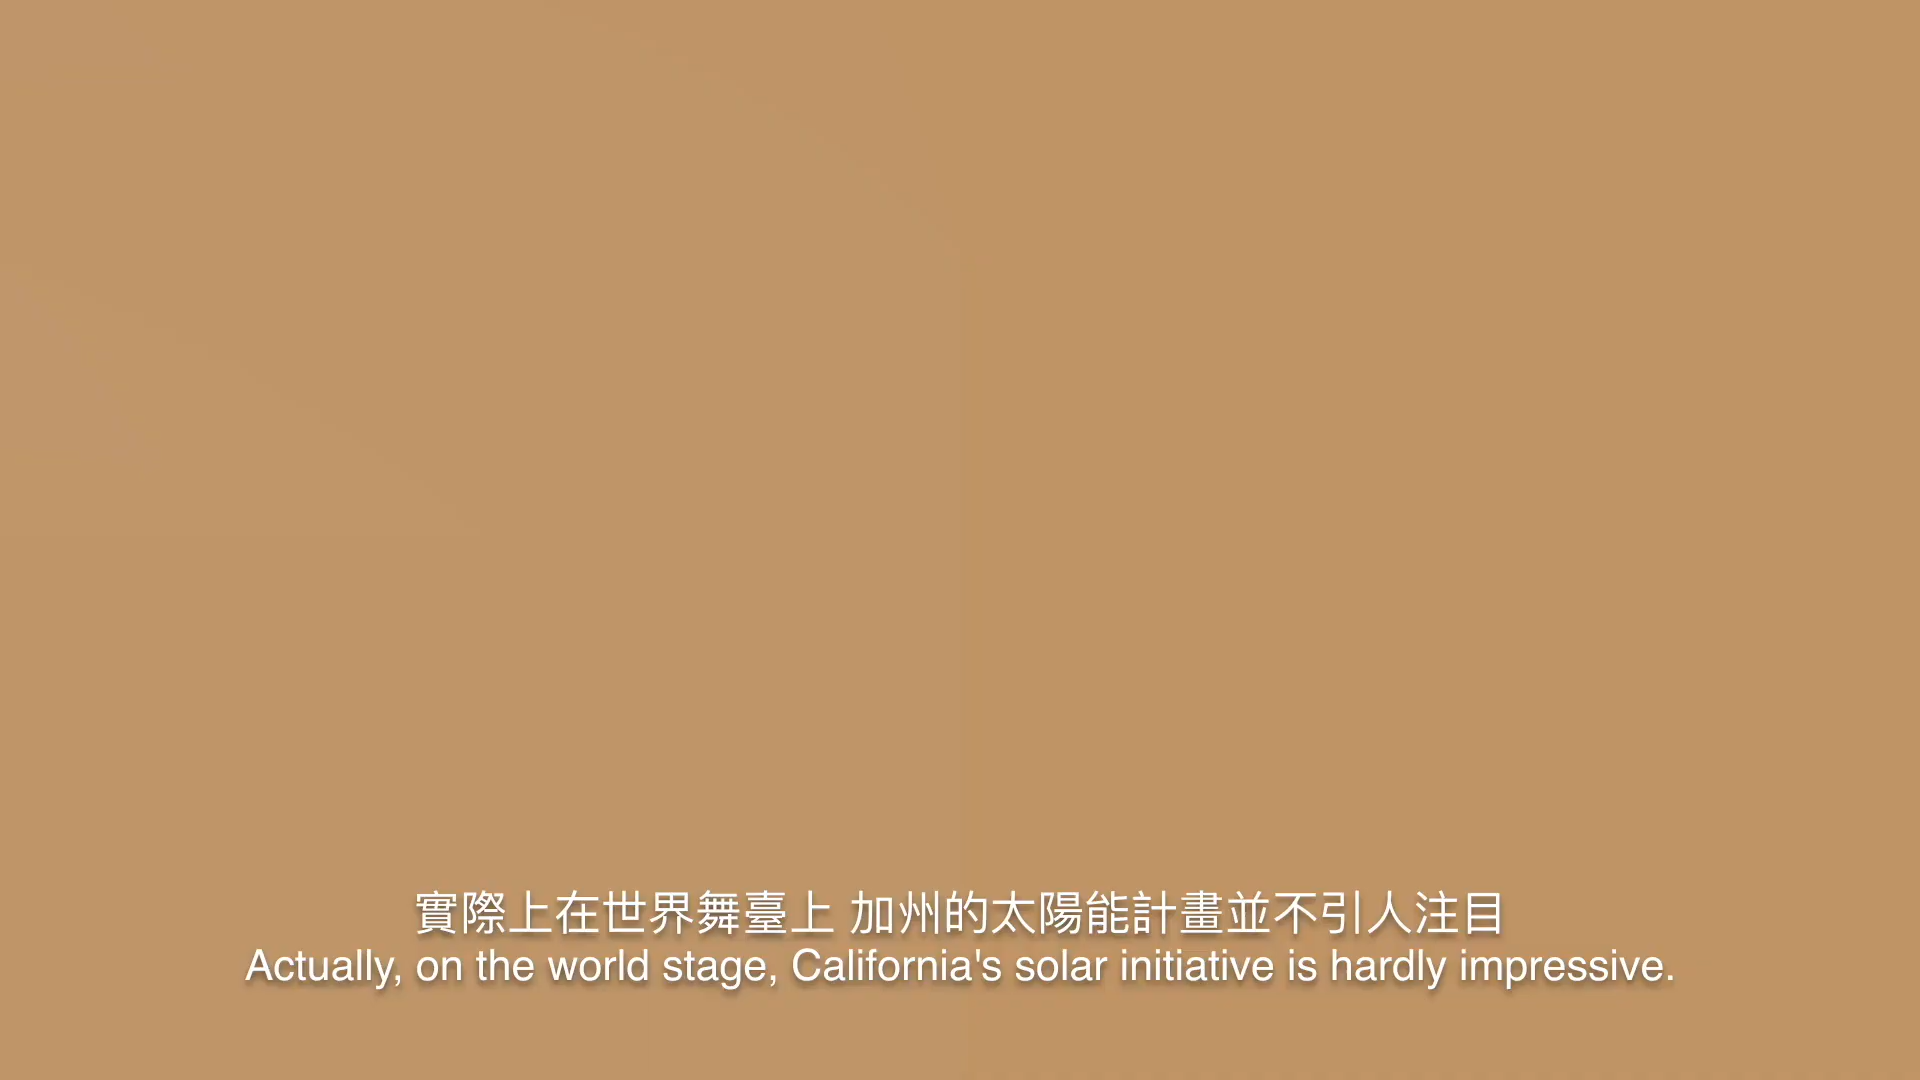 實際上在世界舞臺上 加州的太陽能計畫並不引人注目
Actually, on the world stage, California's solar initiative is hardly impressive.